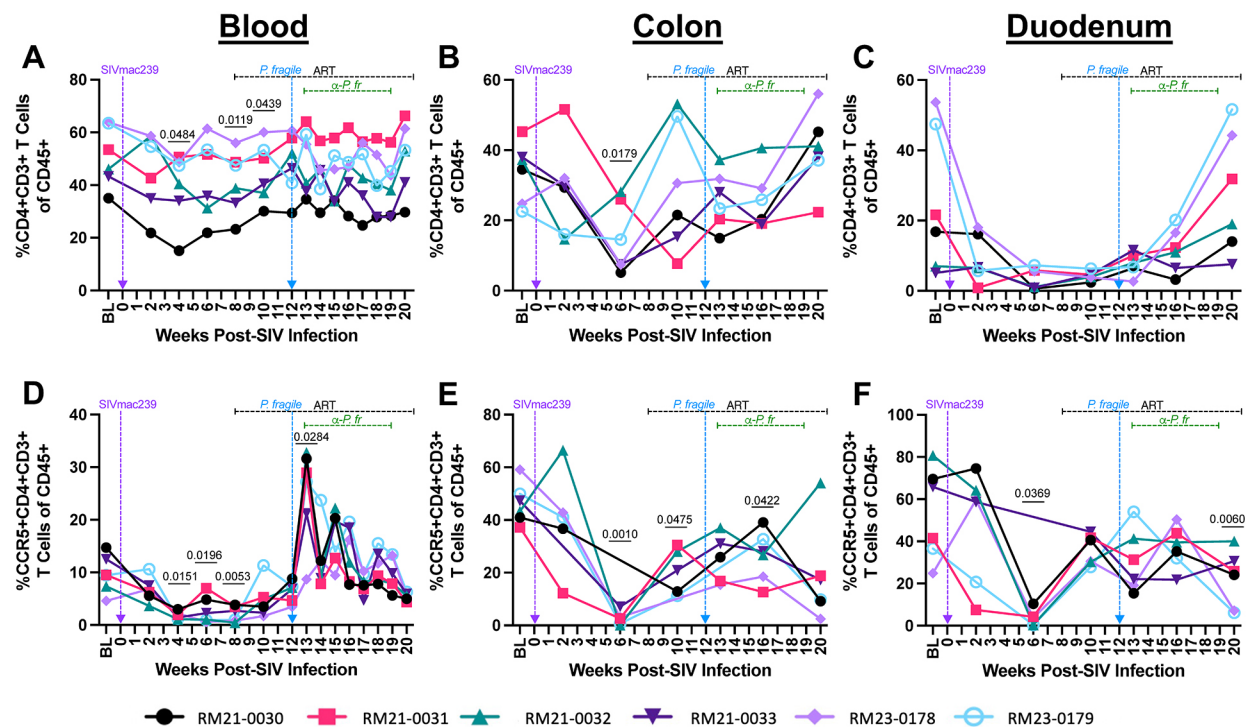 Blood
Colon
Duodenum
A
SIVmac239
P. fragile
ART
α-P. fr
0.0484
0.0119
0.0439
%CD4+CD3+ T Cells
of CD45+
80
60
40
20
0
BL 0 1 2 3 4 5 6 7 8 9 10 11 12 13 14 15 16 17 18 19 20
Weeks Post-SIV Infection
B
SIVmac239
P. fragile
ART
α-P. fr
0.0179
%CD4+CD3+ T Cells
of CD45+
60
40
20
0
BL 0 1 2 3 4 5 6 7 8 9 10 11 12 13 14 15 16 17 18 19 20
Weeks Post-SIV Infection
C
SIVmac239
P. fragile
ART
α-P. fr
%CD4+CD3+ T Cells
of CD45+
60
40
20
0
BL 0 1 2 3 4 5 6 7 8 9 10 11 12 13 14 15 16 17 18 19 20
Weeks Post-SIV Infection
D
SIVmac239
P. fragile
ART
α-P. fr
0.0284
0.0151
0.0196
0.0053
%CCR5+CD4+CD3+
T Cells of CD45+
40
30
20
10
0
BL 0 1 2 3 4 5 6 7 8 9 10 11 12 13 14 15 16 17 18 19 20
Weeks Post-SIV Infection
E
SIVmac239
P. fragile
ART
α-P. fr
0.0010
0.0475
0.0422
%CCR5+CD4+CD3+
T Cells of CD45+
80
60
40
20
0
BL 0 1 2 3 4 5 6 7 8 9 10 11 12 13 14 15 16 17 18 19 20
Weeks Post-SIV Infection
F
SIVmac239
P. fragile
ART
α-P. fr
0.0369
0.0060
%CCR5+CD4+CD3+
T Cells of CD45+
100
80
60
40
20
0
BL 0 1 2 3 4 5 6 7 8 9 10 11 12 13 14 15 16 17 18 19 20
Weeks Post-SIV Infection
RM21-0030 RM21-0031 RM21-0032 RM21-0033 RM23-0178 RM23-0179